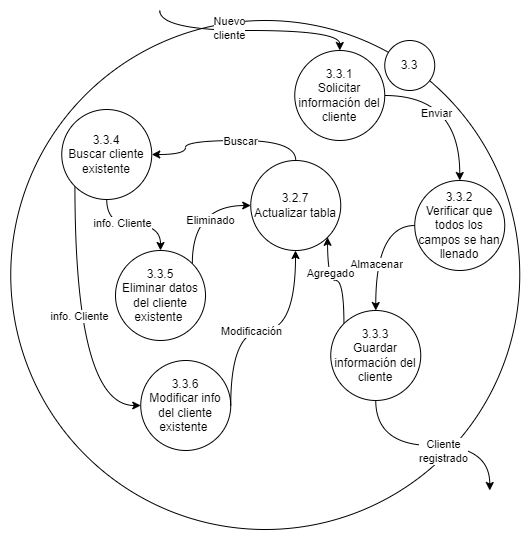 Nuevo
cliente
3.3
3.3.1
Solicitar
información del
cliente
Enviar
3.3.4
Buscar cliente
existente
Buscar
3.2.7
Actualizar tabla
3.3.2
Verificar que
todos los
campos se han
llenado
info. Cliente
Eliminado
3.3.5
Eliminar datos
del cliente
existente
Almacenar
Agregado
info. Cliente
Modificación
3.3.3
Guardar
información del
cliente
3.3.6
Modificar info
del cliente
existente
Cliente
registrado